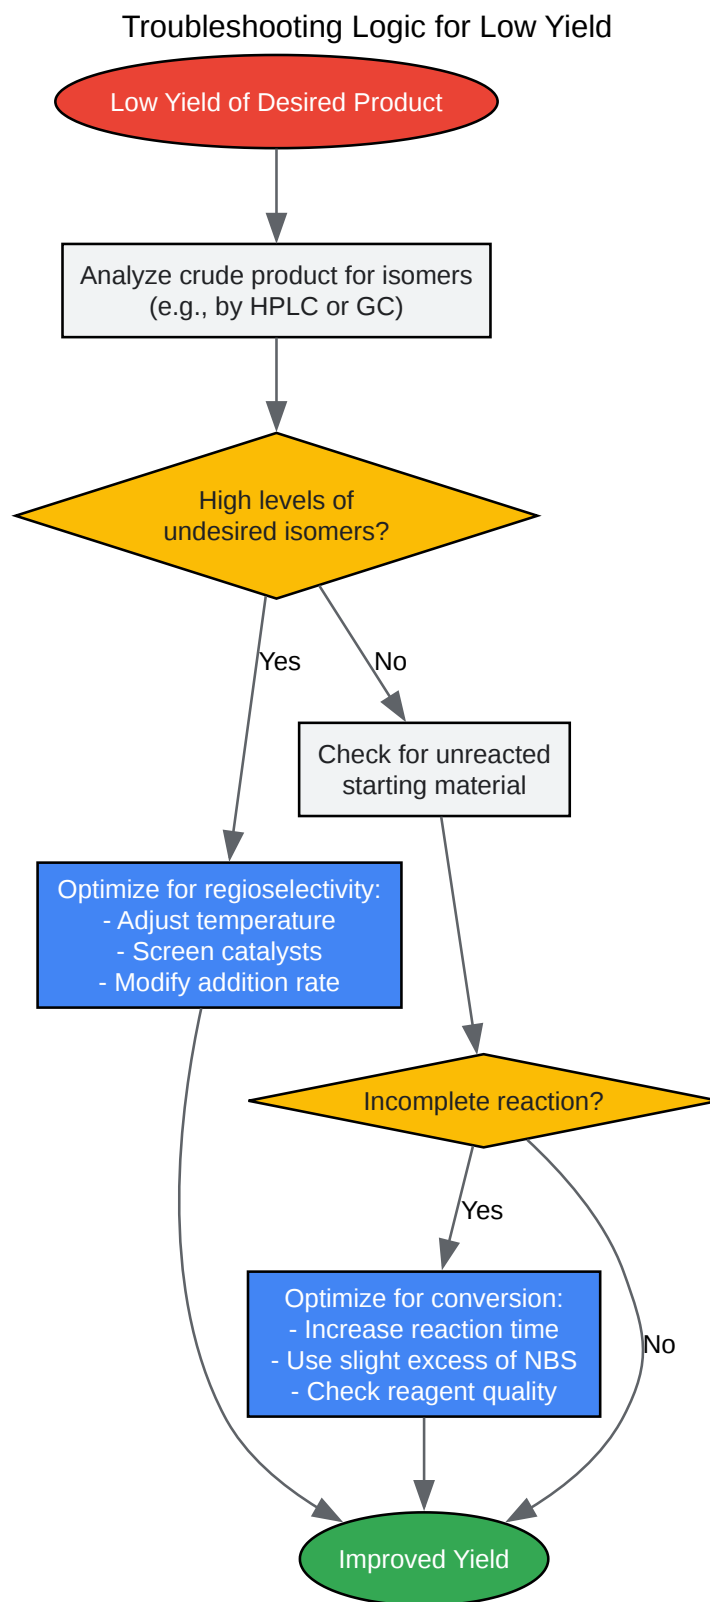 Troubleshooting Logic for Low Yield
Low Yield of Desired Product
Analyze crude product for isomers
(e.g., by HPLC or GC)
High levels of
undesired isomers?
Yes
No
Check for unreacted
starting material
Optimize for regioselectivity:
- Adjust temperature
- Screen catalysts
- Modify addition rate
Incomplete reaction?
Yes
Optimize for conversion:
- Increase reaction time
- Use slight excess of NBS
- Check reagent quality
No
Improved Yield